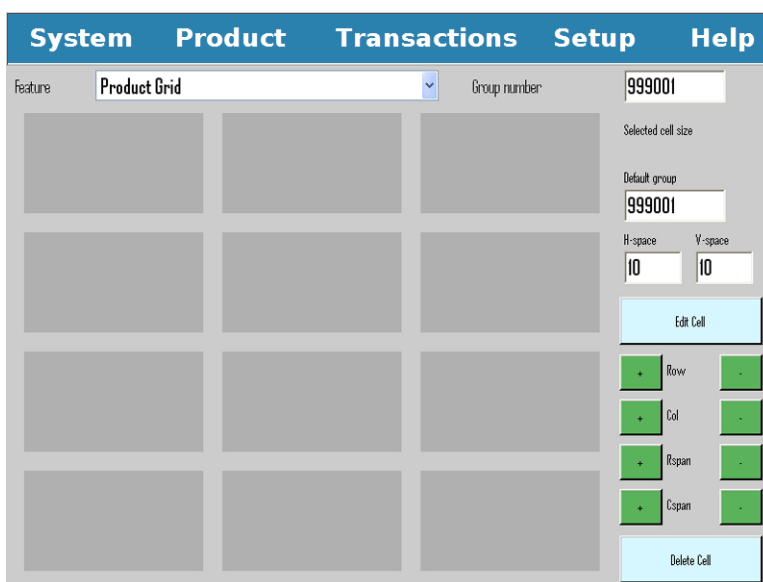 System Product Transactions Setup Help
Feature Product Grid Group number 999001
Selected cell size
Default group
999001
H-space V-space
10 10
Edit Cell
+ Row -
+ Col -
+ Rspan -
+ Cspan -
Delete Cell